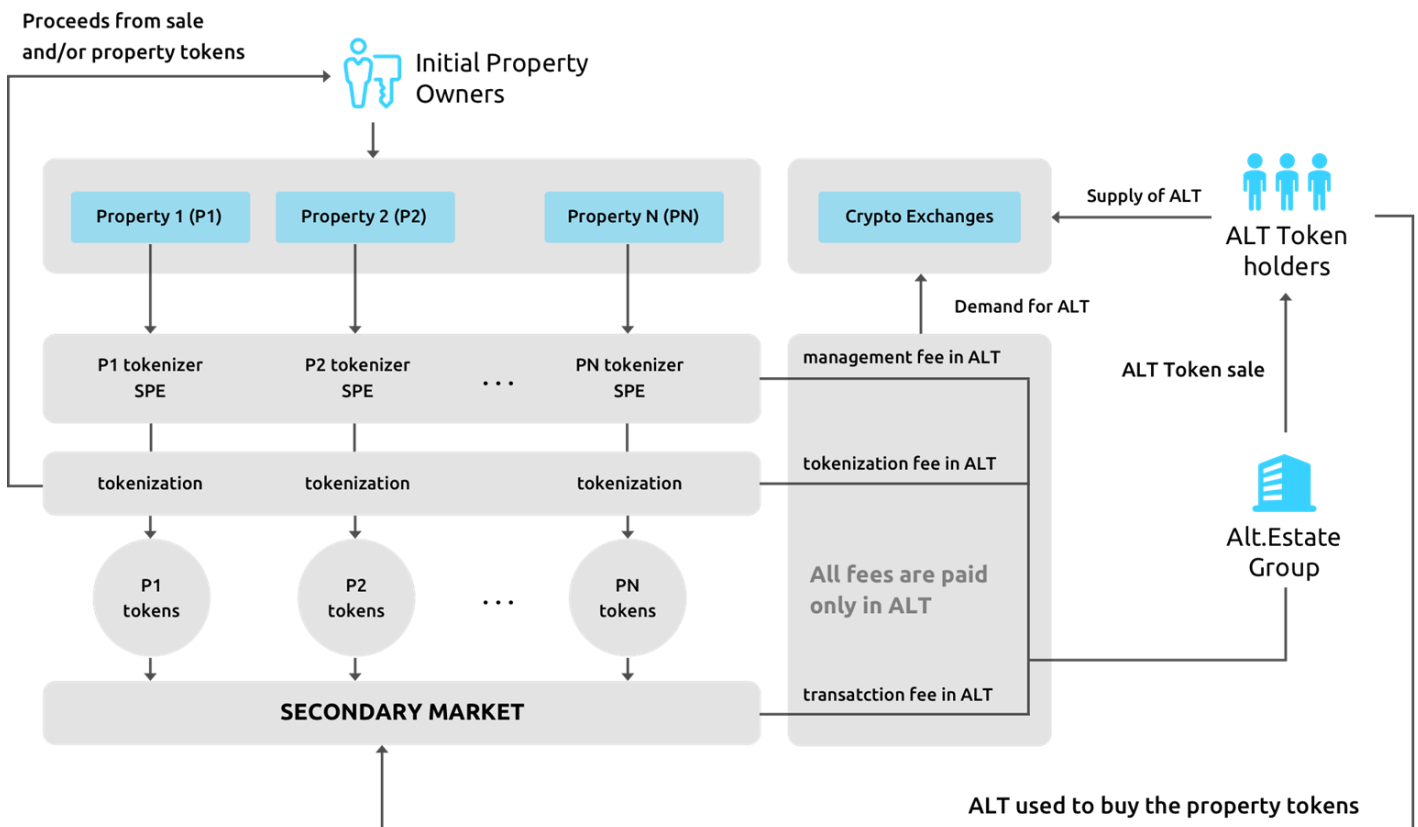 Proceeds from sale
and/or property tokens
Initial Property
Owners
Property 1 (P1)
Property 2 (P2)
Property N (PN)
Crypto Exchanges
Supply of ALT
ALT Token
holders
Demand for ALT
P1 tokenizer
SPE
P2 tokenizer
SPE
...
PN tokenizer
SPE
management fee in ALT
ALT Token sale
tokenization
tokenization
tokenization
tokenization fee in ALT
Alt.Estate
Group
P1
tokens
P2
tokens
...
PN
tokens
All fees are paid
only in ALT
SECONDARY MARKET
transatction fee in ALT
ALT used to buy the property tokens